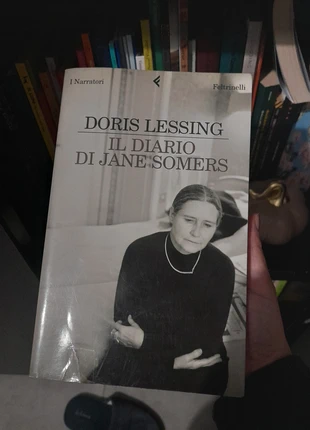 I Narratori
Feltrinelli
DORIS LESSING
IL DIARIO
DI JANE SOMERS